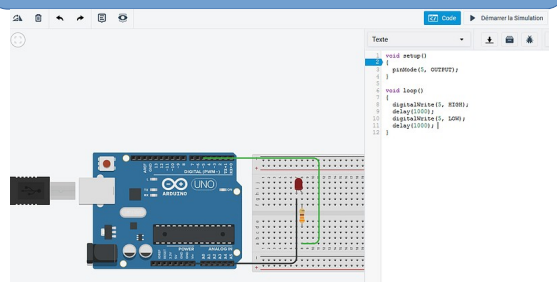 Code
Démarrer la Simulation
Texte
1 void setup()
2 {
3 pinMode(5, OUTPUT);
4 }
5
6 void loop()
7 {
8 digitalWrite(5, HIGH);
9 delay(1000);
10 digitalWrite(5, LOW);
11 delay(1000);
12 }
DIGITAL (PWM~)
UNO
ARDUINO
ON
POWER
ANALOG IN